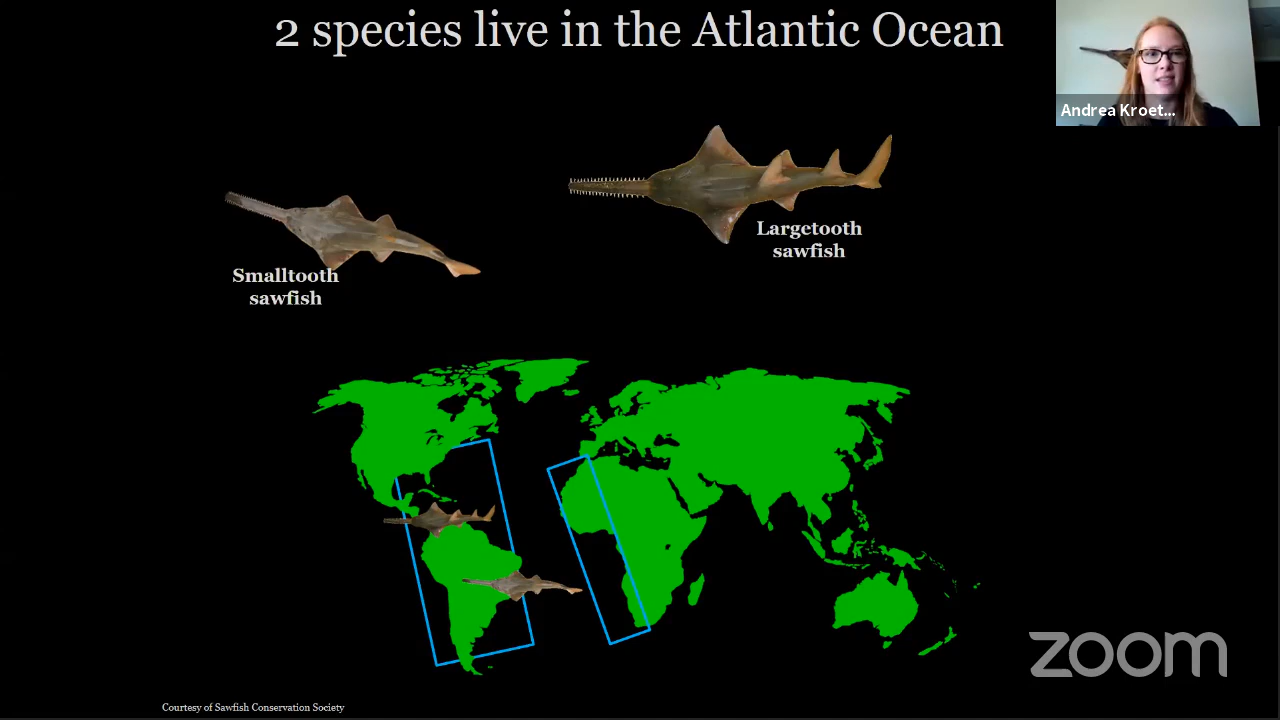 2 species live in the Atlantic Ocean
Andrea Kroet...
Largetooth
sawfish
Smalltooth
sawfish
zoom
Courtesy of Sawfish Conservation Society